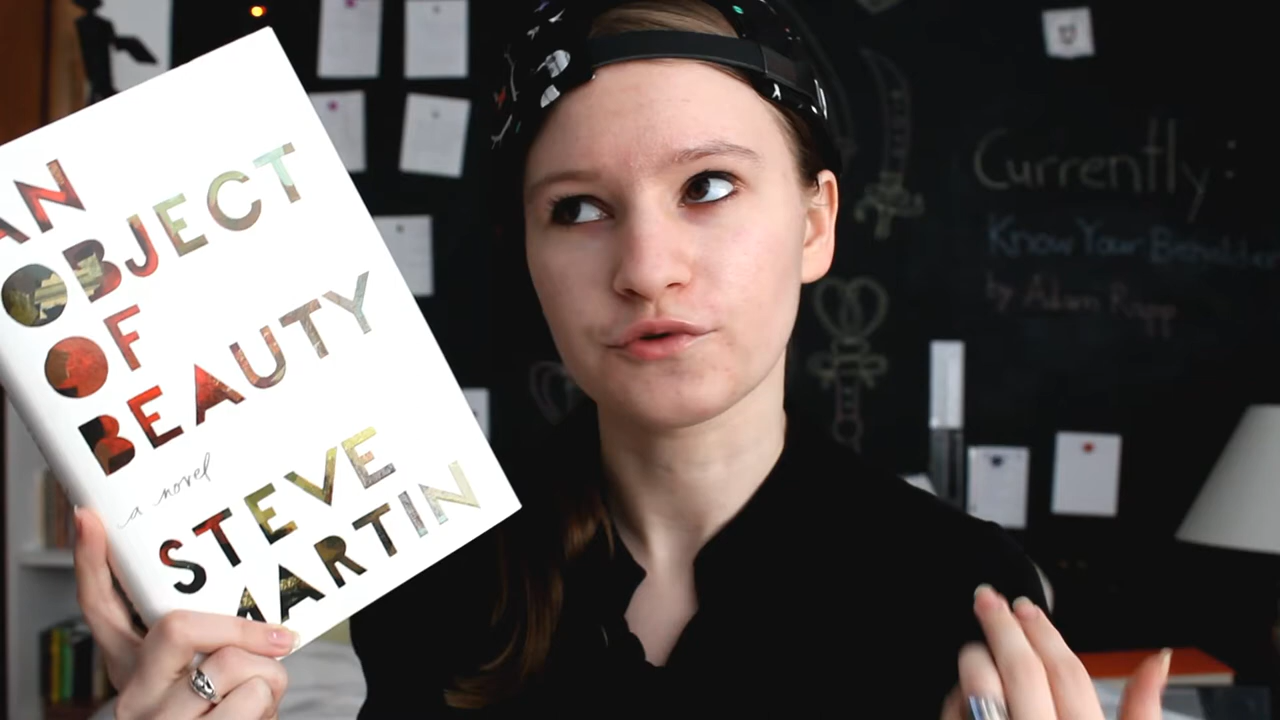 AN
OBJECT
OF
BEAUTY
a novel
STEVE
MARTIN
Currently:
Know Your Beholder
by Adam Rapp